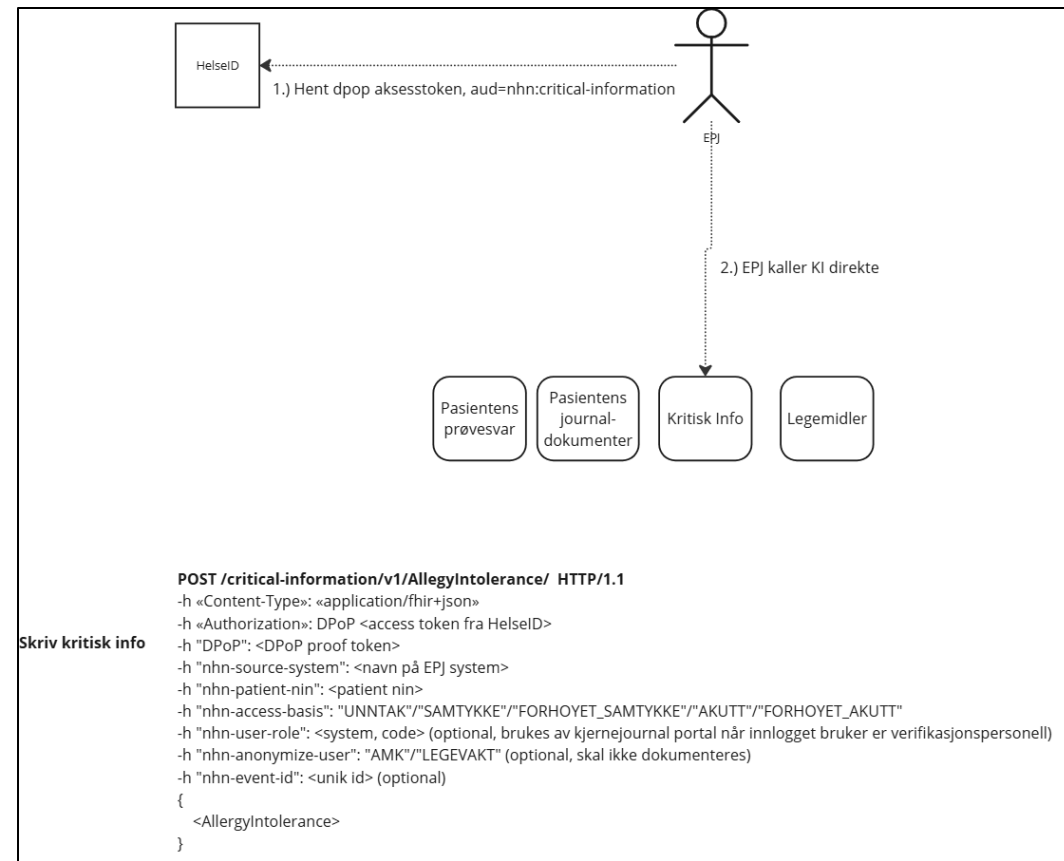 HelseID
1.) Hent dpop aksesstoken, aud=nhn:critical-information
EPJ
2.) EPJ kaller KI direkte
Pasientens
prøvesvar
Pasientens
journal-
dokumenter
Kritisk Info
Legemidler
Skriv kritisk info
POST /critical-information/v1/AllegyIntolerance/ HTTP/1.1
-h «Content-Type»: «application/fhir+json»
-h «Authorization»: DPoP <access token fra HelseID>
-h "DPoP": <DPoP proof token>
-h "nhn-source-system": <navn på EPJ system>
-h "nhn-patient-nin": <patient nin>
-h "nhn-access-basis": "UNNTAK"/"SAMTYKKE"/"FORHOYET_SAMTYKKE"/"AKUTT"/"FORHOYET_AKUTT"
-h "nhn-user-role": <system, code> (optional, brukes av kjernejournal portal når innlogget bruker er verifikasjonspersonell)
-h "nhn-anonymize-user": "AMK"/"LEGEVAKT" (optional, skal ikke dokumenteres)
-h "nhn-event-id": <unik id> (optional)
{
<AllergyIntolerance>
}